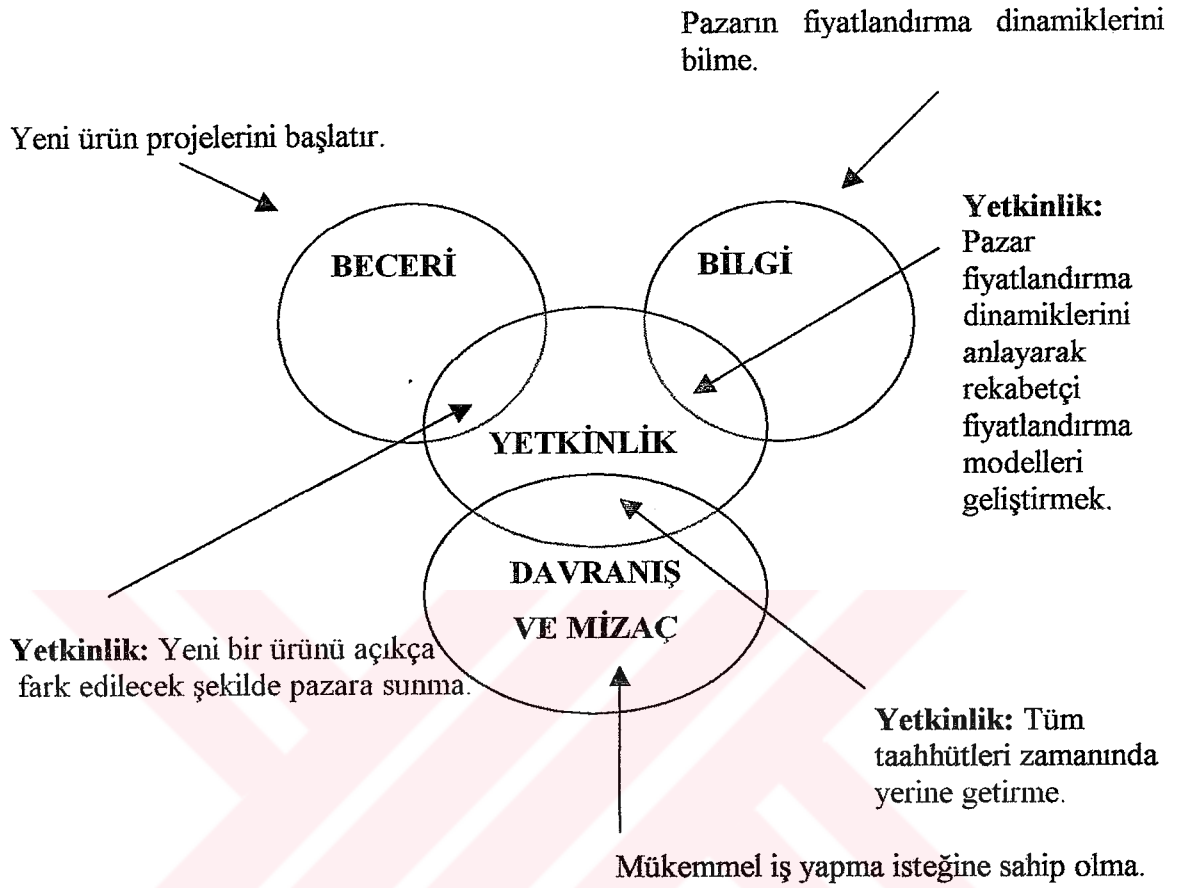 Pazarın fiyatlandırma dinamiklerini
bilme.
Yeni ürün projelerini başlatır.
BECERİ
BİLGİ
Yetkinlik:
Pazar
fiyatlandırma
dinamiklerini
anlayarak
rekabetçi
fiyatlandırma
modelleri
geliştirmek.
YETKİNLİK
DAVRANIŞ
VE MİZAÇ
Yetkinlik: Yeni bir ürünü açıkça
fark edilecek şekilde pazara sunma.
Yetkinlik: Tüm
taahhütleri zamanında
yerine getirme.
Mükemmel iş yapma isteğine sahip olma.